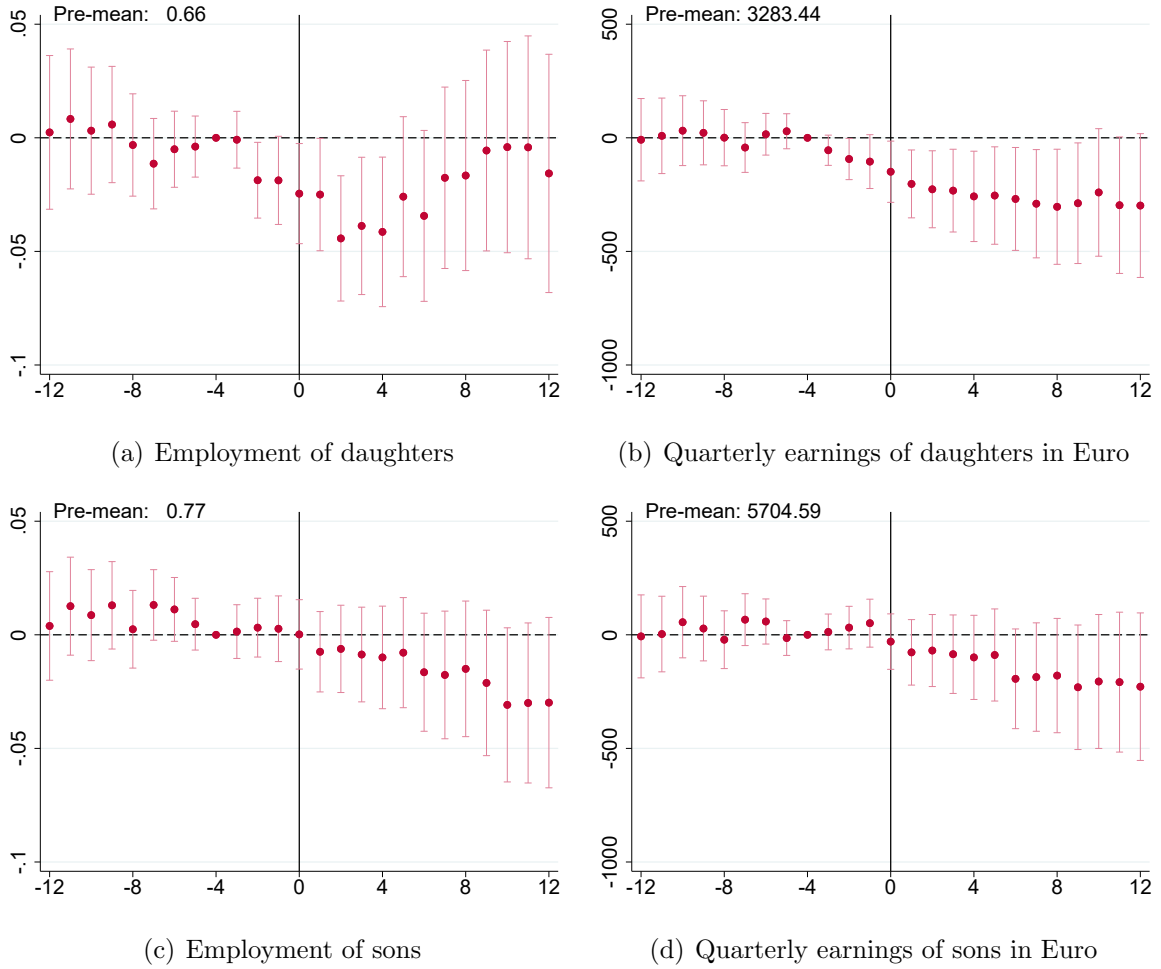 Pre-mean: 0.66
.05
0
-.05
-.1
-12 -8 -4 0 4 8 12
(a) Employment of daughters
Pre-mean: 3283.44
500
0
-500
-1000
-12 -8 -4 0 4 8 12
(b) Quarterly earnings of daughters in Euro
Pre-mean: 0.77
.05
0
-.05
-.1
-12 -8 -4 0 4 8 12
(c) Employment of sons
Pre-mean: 5704.59
500
0
-500
-1000
-12 -8 -4 0 4 8 12
(d) Quarterly earnings of sons in Euro